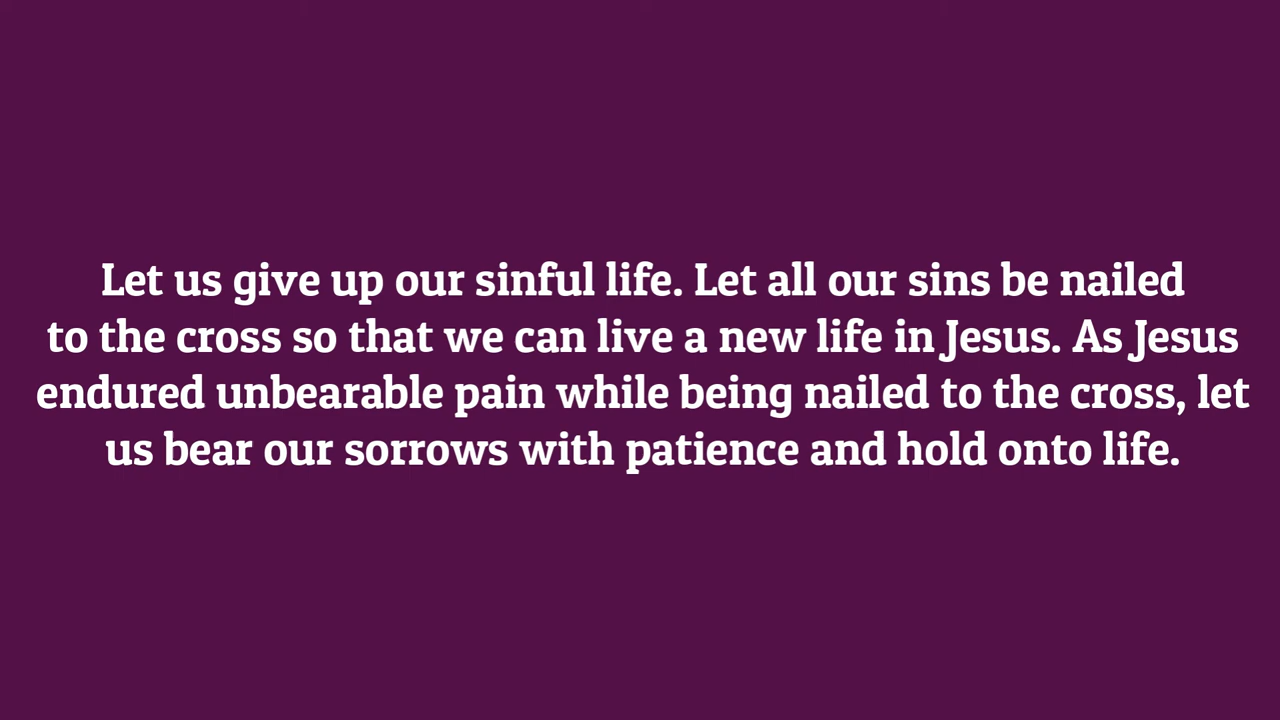 Let us give up our sinful life. Let all our sins be nailed
to the cross so that we can live a new life in Jesus. As Jesus
endured unbearable pain while being nailed to the cross, let
us bear our sorrows with patience and hold onto life.